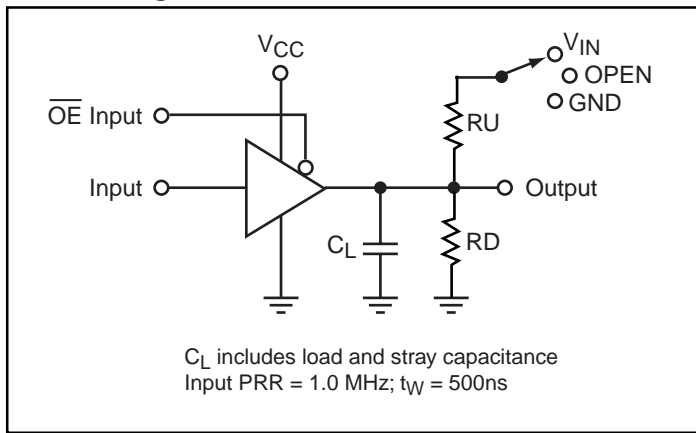 VCC
VIN
OPEN
GND
OE Input
RU
Input
Output
CL
RD
CL includes load and stray capacitance
Input PRR = 1.0 MHz; tW = 500ns